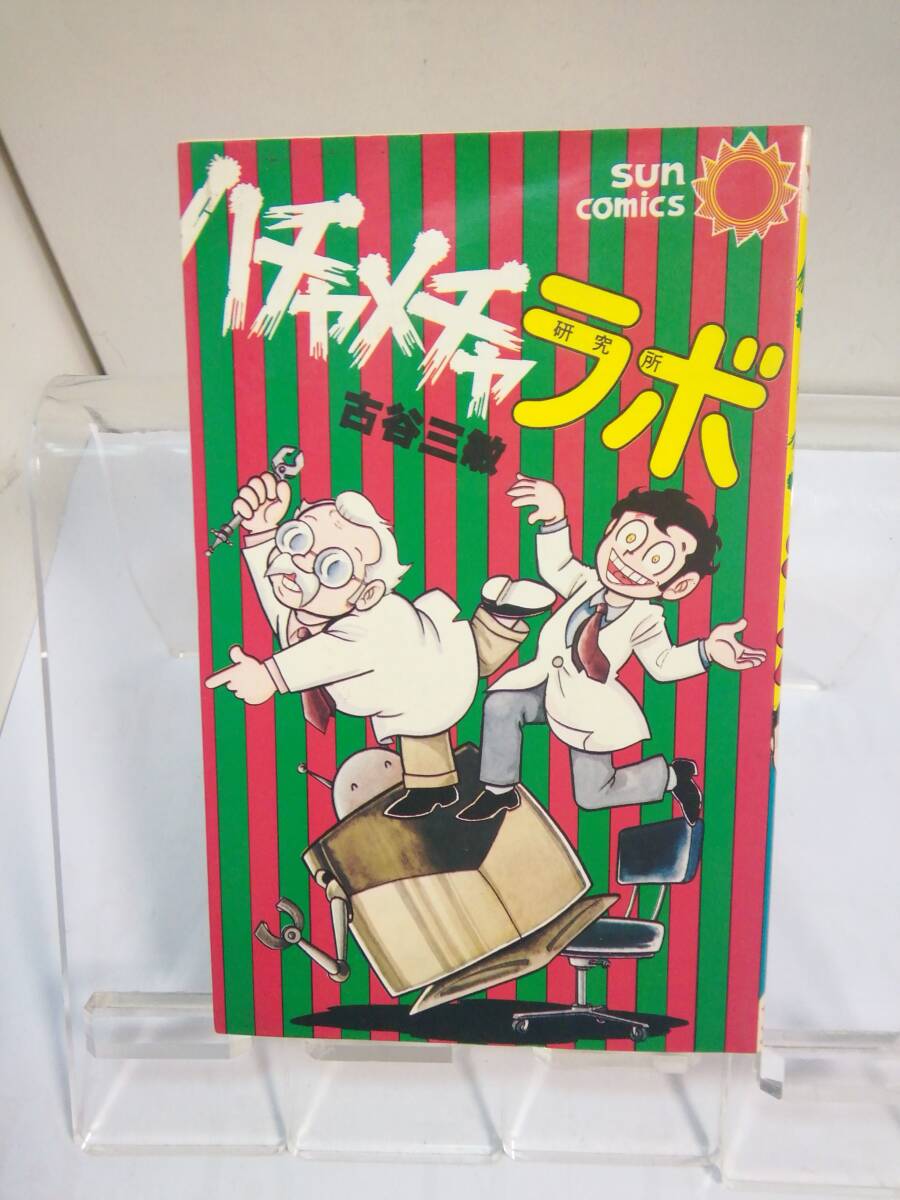 sun
comics
ハチャメチャ
ラボ
研究所
古谷三敏